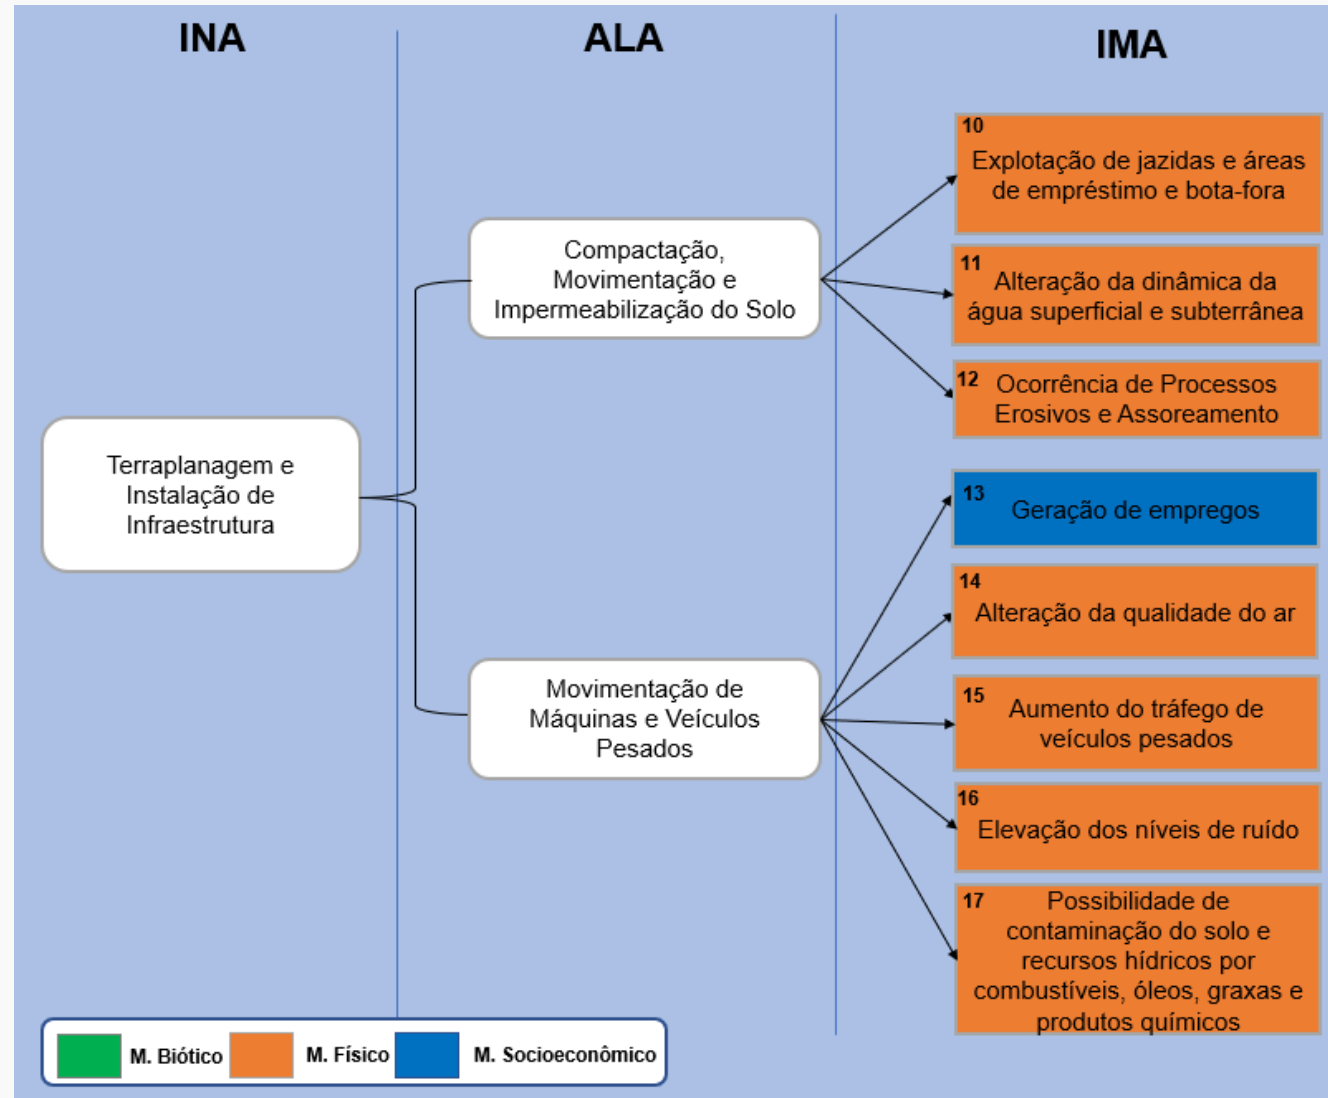 INA
ALA
IMA
Terraplanagem e
Instalação de
Infraestrutura
Compactação,
Movimentação e
Impermeabilização do Solo
Movimentação de
Máquinas e Veículos
Pesados
10
Explotação de jazidas e áreas
de empréstimo e bota-fora
11
Alteração da dinâmica da
água superficial e subterrânea
12 Ocorrência de Processos
Erosivos e Assoreamento
13
Geração de empregos
14
Alteração da qualidade do ar
15
Aumento do tráfego de
veículos pesados
16
Elevação dos níveis de ruído
17 Possibilidade de
contaminação do solo e
recursos hídricos por
combustíveis, óleos, graxas e
produtos químicos
M. Biótico M. Físico M. Socioeconômico